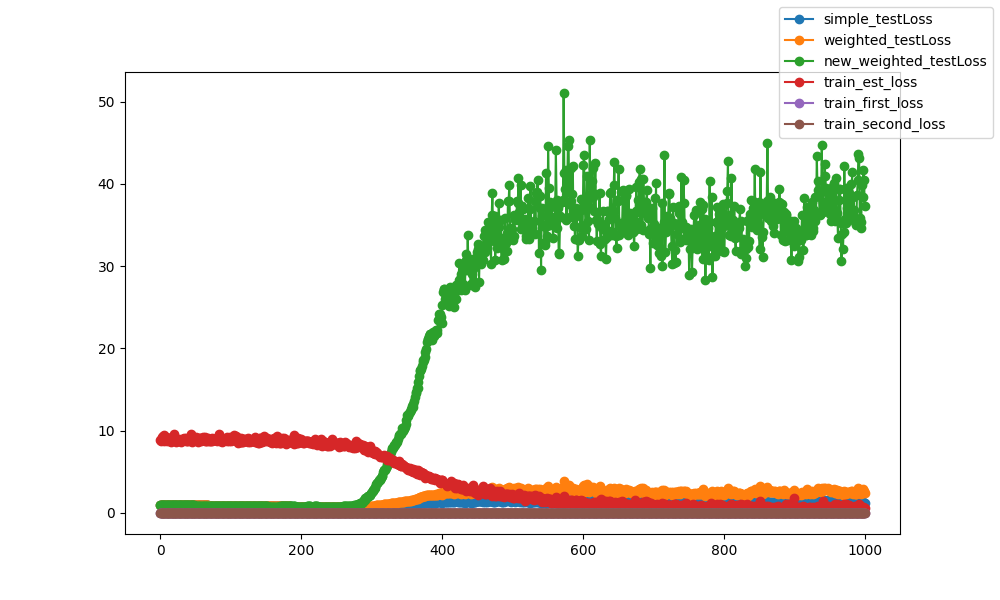 simple_testLoss
weighted_testLoss
new_weighted_testLoss
train_est_loss
train_first_loss
train_second_loss
50
40
30
20
10
0
0 200 400 600 800 1000